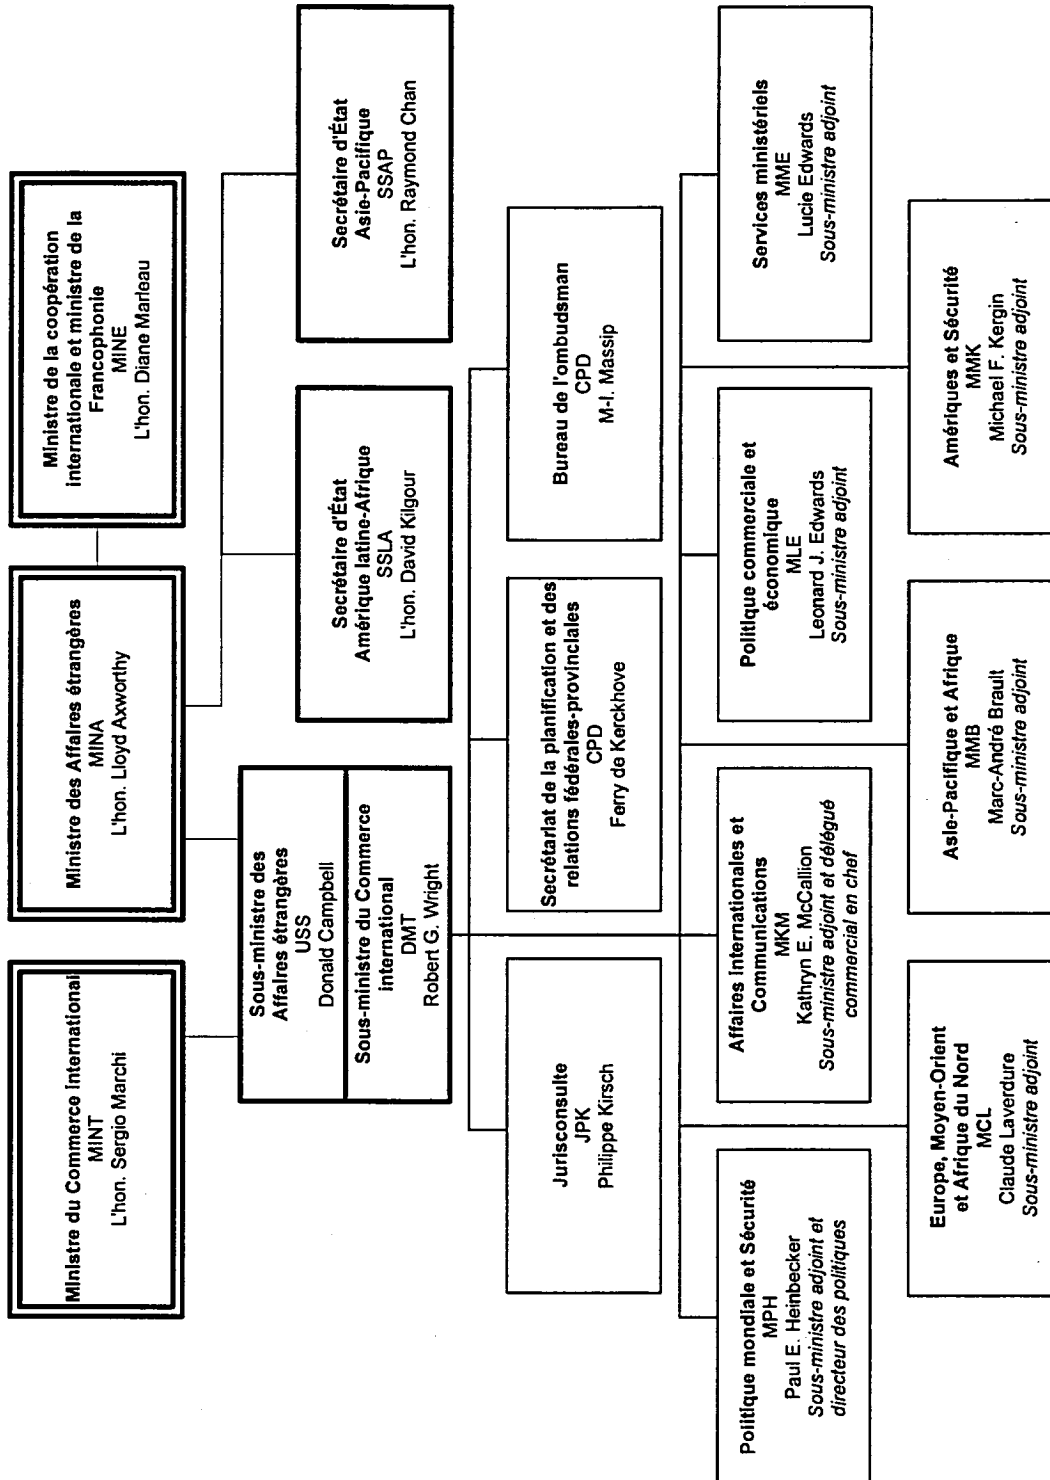 Ministre du Commerce International
MINT
L'hon. Sergio Marchi
Ministre des Affaires étrangères
MINA
L'hon. Lloyd Axworthy
Ministre de la coopération
internationale et ministre de la
Francophonie
MINE
L'hon. Diane Marleau
Sous-ministre des
Affaires étrangères
USS
Donald Campbell
Sous-ministre du Commerce
international
DMT
Robert G. Wright
Secrétaire d'État
Amérique latine-Afrique
SSLA
L'hon. David Kilgour
Secrétaire d'État
Asie-Pacifique
SSAP
L'hon. Raymond Chan
Jurisconsulte
JPK
Philippe Kirsch
Secrétariat de la planification et des
relations fédérales-provinciales
CPD
Ferry de Kerckhove
Bureau de l'ombudsman
CPD
M-I. Massip
Politique mondiale et Sécurité
MPH
Paul E. Heinbecker
Sous-ministre adjoint et
directeur des politiques
Affaires Internationales et
Communications
MKM
Kathryn E. McCallion
Sous-ministre adjoint et délégué
commercial en chef
Politique commerciale et
économique
MLE
Leonard J. Edwards
Sous-ministre adjoint
Services ministériels
MME
Lucie Edwards
Sous-ministre adjoint
Europe, Moyen-Orient
et Afrique du Nord
MCL
Claude Laverdure
Sous-ministre adjoint
Asie-Pacifique et Afrique
MMB
Marc-André Brault
Sous-ministre adjoint
Amériques et Sécurité
MMK
Michael F. Kergin
Sous-ministre adjoint